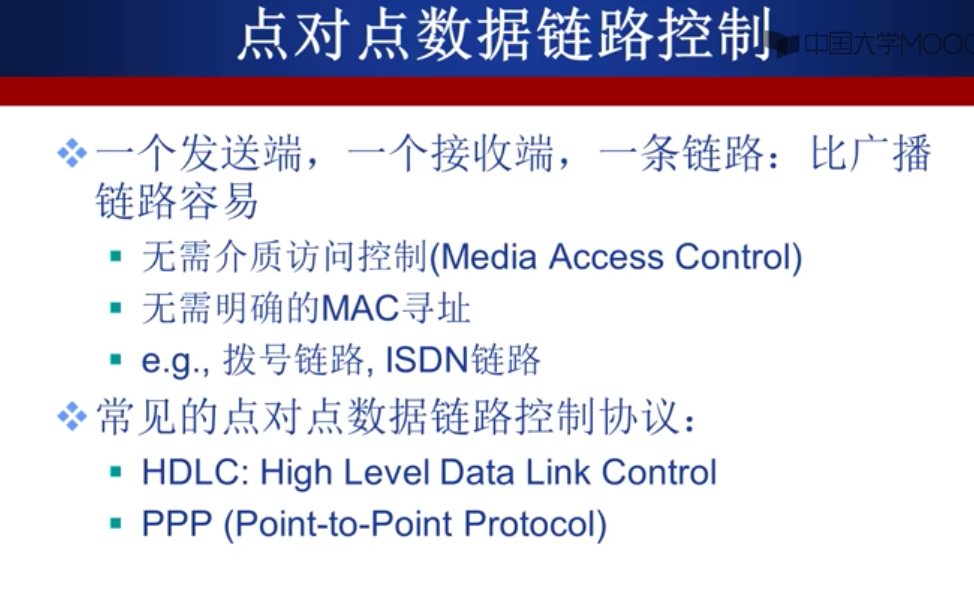 点对点数据链路控制
中国大学MOOC
一个发送端，一个接收端，一条链路：比广播
链路容易
无需介质访问控制(Media Access Control)
无需明确的MAC寻址
e.g., 拨号链路, ISDN链路
常见的点对点数据链路控制协议：
HDLC: High Level Data Link Control
PPP (Point-to-Point Protocol)